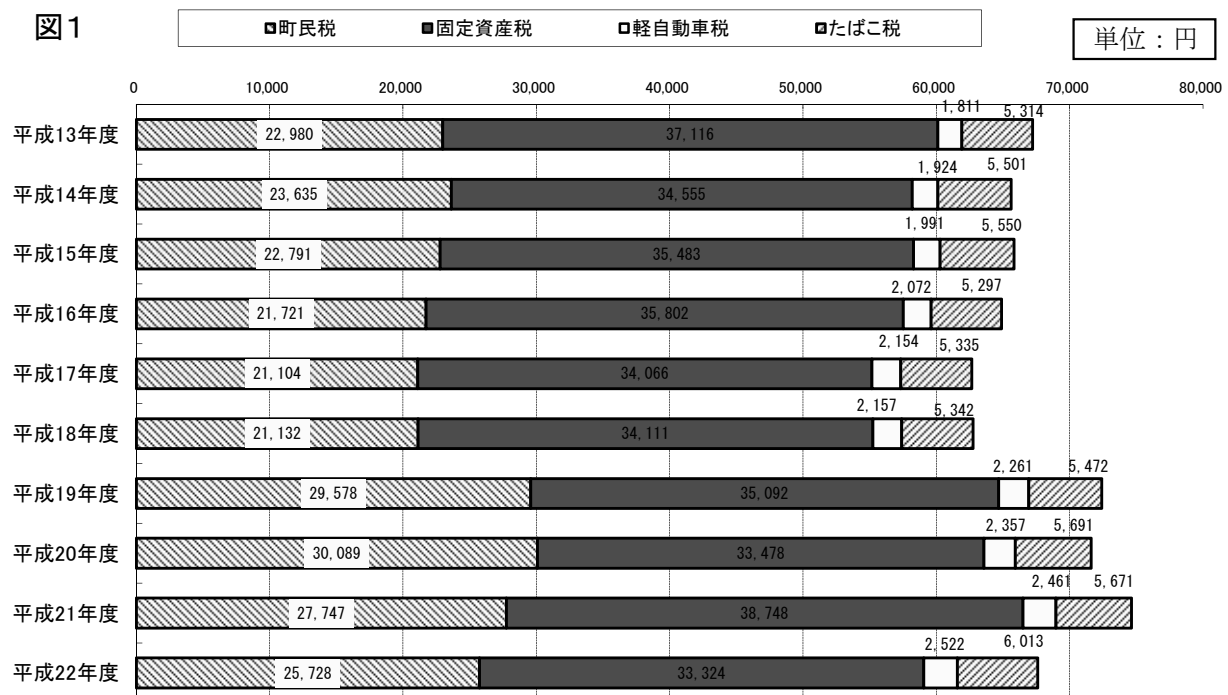 図1
町民税 固定資産税 軽自動車税 たばこ税
単位：円
0 10,000 20,000 30,000 40,000 50,000 60,000 70,000 80,000
平成13年度 22,980 37,116 1,811 5,314
平成14年度 23,635 34,555 1,924 5,501
平成15年度 22,791 35,483 1,991 5,550
平成16年度 21,721 35,802 2,072 5,297
平成17年度 21,104 34,066 2,154 5,335
平成18年度 21,132 34,111 2,157 5,342
平成19年度 29,578 35,092 2,261 5,472
平成20年度 30,089 33,478 2,357 5,691
平成21年度 27,747 38,748 2,461 5,671
平成22年度 25,728 33,324 2,522 6,013